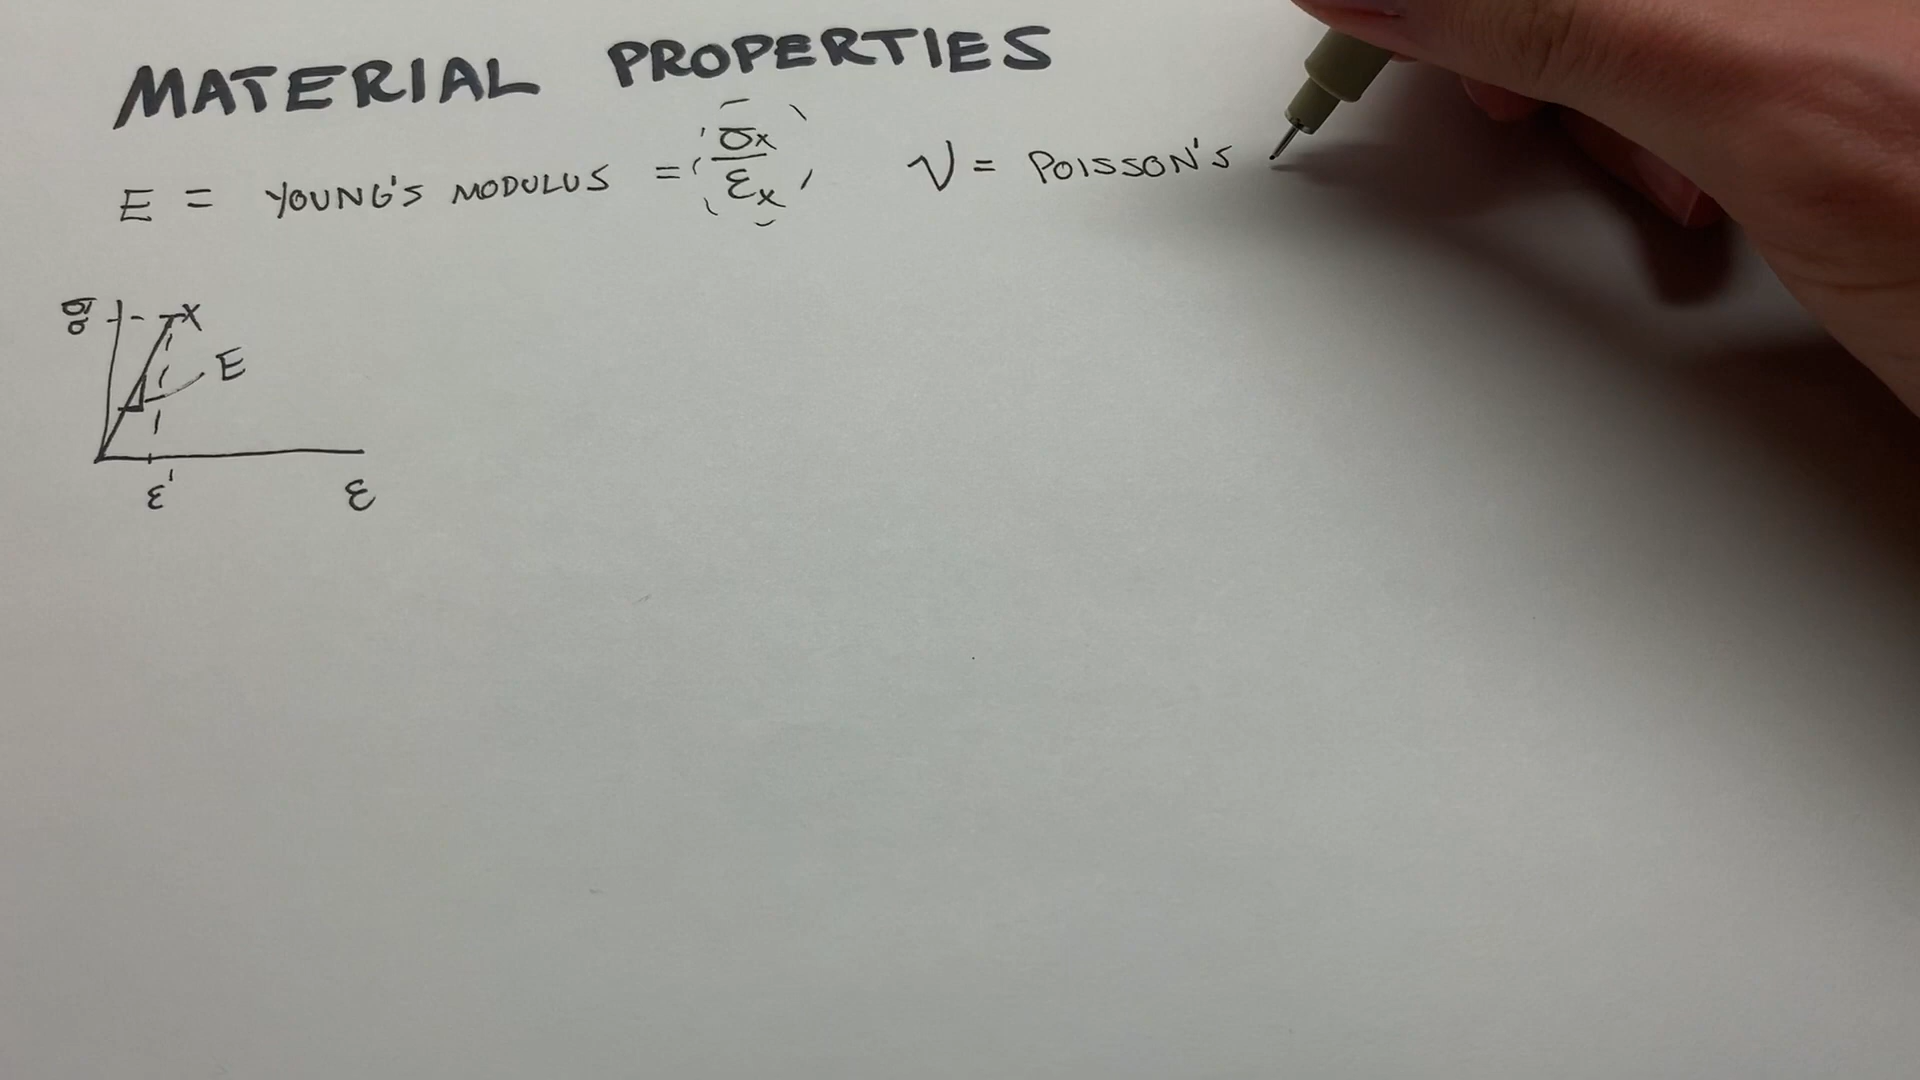 MATERIAL PROPERTIES
E = YOUNG'S MODULUS = σx / εx
ν = POISSON'S
σ
X
E
ε'
ε